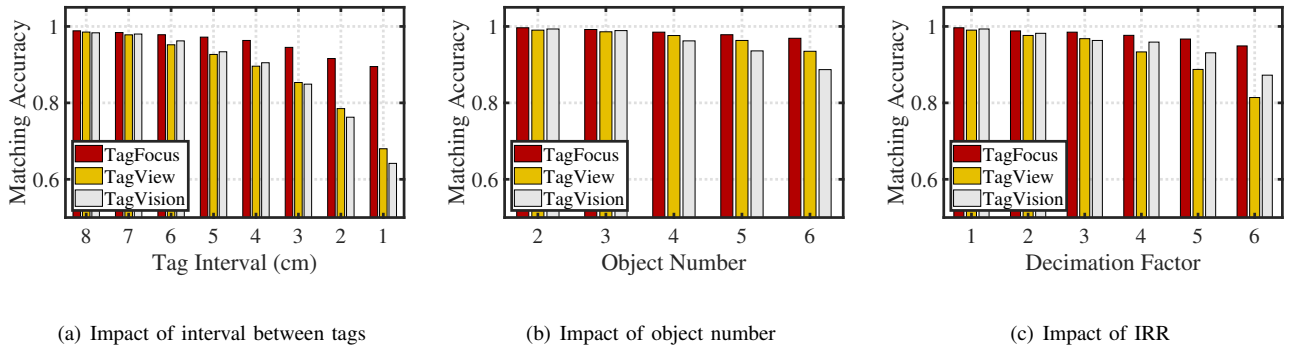 Matching Accuracy
1
0.8
0.6
TagFocus
TagView
TagVision
8 7 6 5 4 3 2 1
Tag Interval (cm)
(a) Impact of interval between tags
Matching Accuracy
1
0.8
0.6
TagFocus
TagView
TagVision
2 3 4 5 6
Object Number
(b) Impact of object number
Matching Accuracy
1
0.8
0.6
TagFocus
TagView
TagVision
1 2 3 4 5 6
Decimation Factor
(c) Impact of IRR